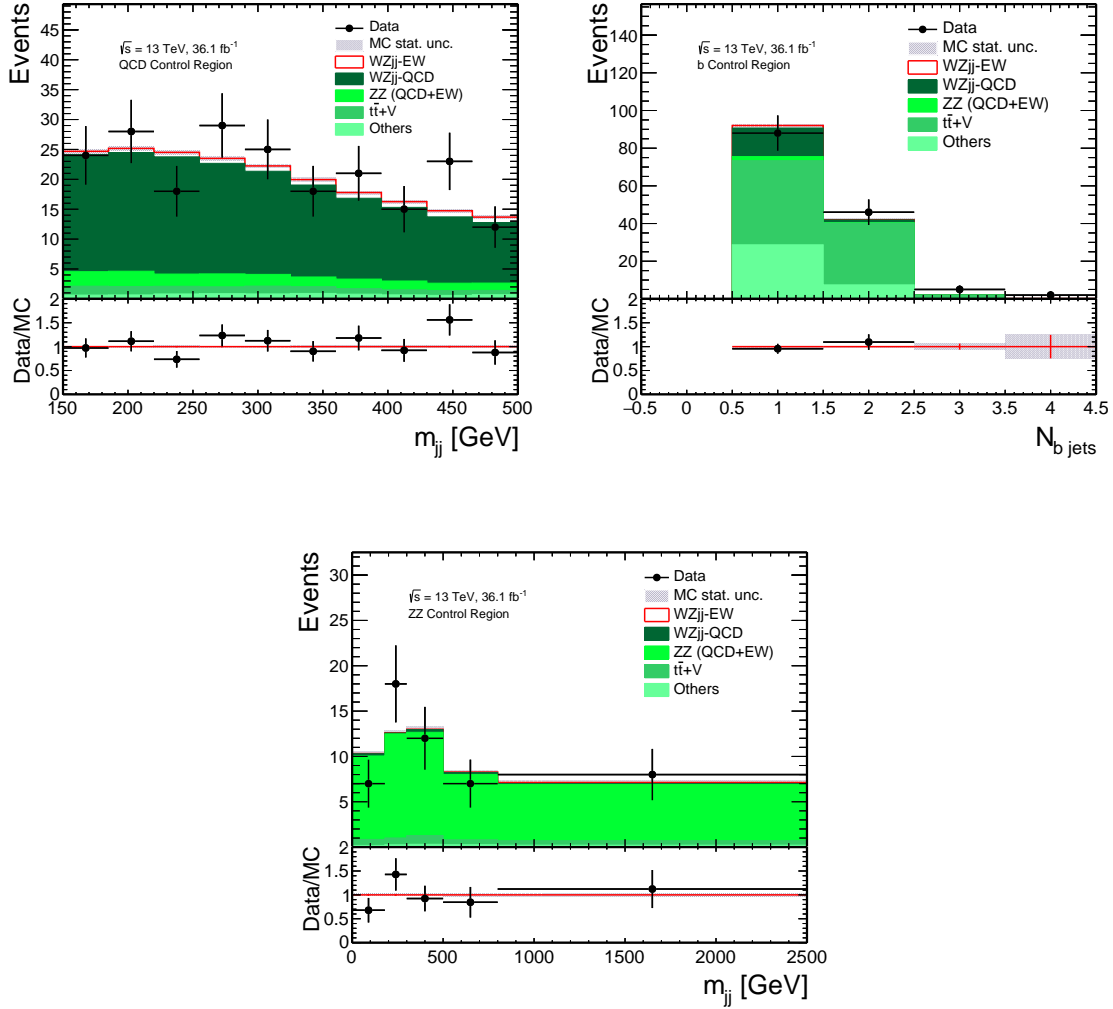 Events
45
40
35
30
25
20
15
10
5
√s = 13 TeV, 36.1 fb⁻¹
QCD Control Region
Data
MC stat. unc.
WZjj-EW
WZjj-QCD
ZZ (QCD+EW)
tt̄+V
Others
Data/MC
2
1.5
1
0.5
0
150 200 250 300 350 400 450 500
m_jj [GeV]
Events
140
120
100
80
60
40
20
√s = 13 TeV, 36.1 fb⁻¹
b Control Region
Data
MC stat. unc.
WZjj-EW
WZjj-QCD
ZZ (QCD+EW)
tt̄+V
Others
Data/MC
2
1.5
1
0.5
0
−0.5 0 0.5 1 1.5 2 2.5 3 3.5 4 4.5
N_b jets
Events
30
25
20
15
10
5
√s = 13 TeV, 36.1 fb⁻¹
ZZ Control Region
Data
MC stat. unc.
WZjj-EW
WZjj-QCD
ZZ (QCD+EW)
tt̄+V
Others
Data/MC
2
1.5
1
0.5
0
0 500 1000 1500 2000 2500
m_jj [GeV]